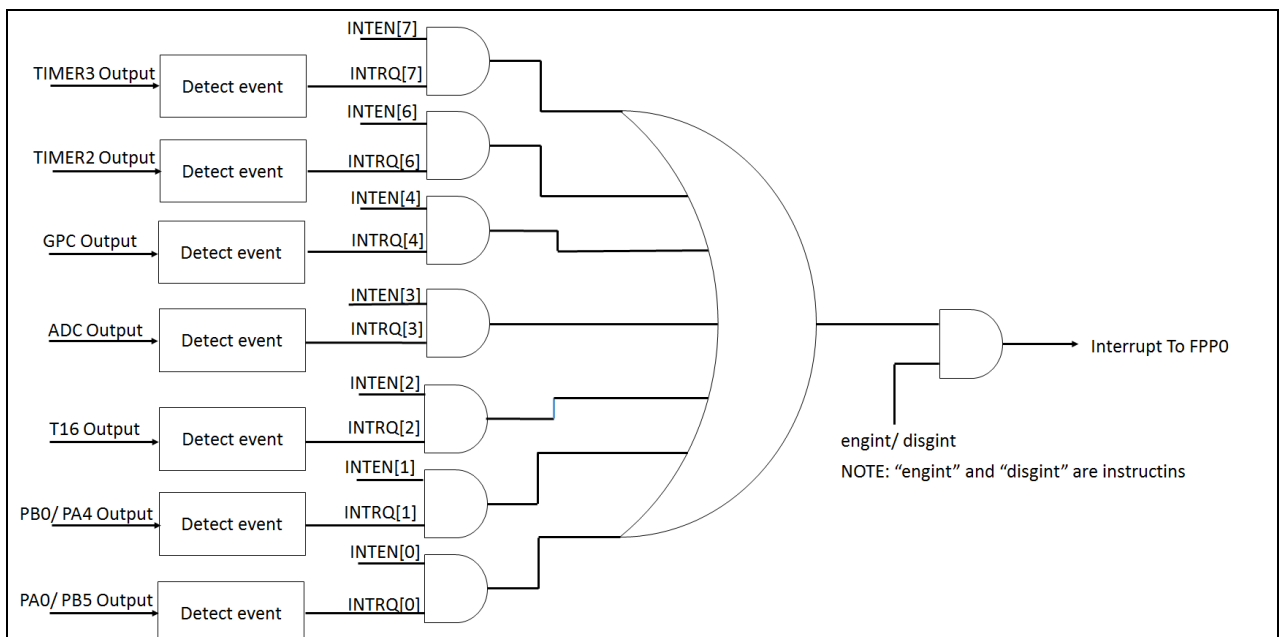 INTEN[7]
TIMER3 Output
Detect event
INTRQ[7]
INTEN[6]
TIMER2 Output
Detect event
INTRQ[6]
INTEN[4]
GPC Output
Detect event
INTRQ[4]
INTEN[3]
ADC Output
Detect event
INTRQ[3]
INTEN[2]
T16 Output
Detect event
INTRQ[2]
INTEN[1]
PB0/ PA4 Output
Detect event
INTRQ[1]
INTEN[0]
PA0/ PB5 Output
Detect event
INTRQ[0]
Interrupt To FPP0
engint/ disgint
NOTE: “engint” and “disgint” are instructins